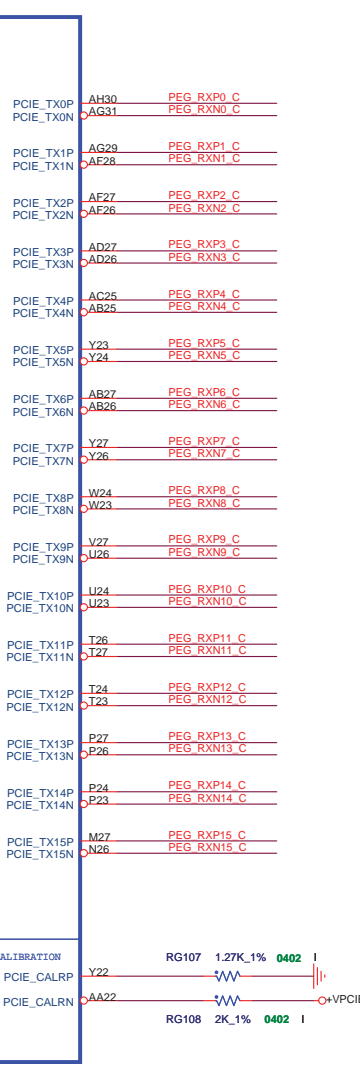 PCIE_TX0P AH30 PEG_RXP0_C
PCIE_TX0N AG31 PEG_RXN0_C
PCIE_TX1P AG29 PEG_RXP1_C
PCIE_TX1N AF28 PEG_RXN1_C
PCIE_TX2P AF27 PEG_RXP2_C
PCIE_TX2N AF26 PEG_RXN2_C
PCIE_TX3P AD27 PEG_RXP3_C
PCIE_TX3N AD26 PEG_RXN3_C
PCIE_TX4P AC25 PEG_RXP4_C
PCIE_TX4N AB25 PEG_RXN4_C
PCIE_TX5P Y23 PEG_RXP5_C
PCIE_TX5N Y24 PEG_RXN5_C
PCIE_TX6P AB27 PEG_RXP6_C
PCIE_TX6N AB26 PEG_RXN6_C
PCIE_TX7P Y27 PEG_RXP7_C
PCIE_TX7N Y26 PEG_RXN7_C
PCIE_TX8P W24 PEG_RXP8_C
PCIE_TX8N W23 PEG_RXN8_C
PCIE_TX9P V27 PEG_RXP9_C
PCIE_TX9N U26 PEG_RXN9_C
PCIE_TX10P U24 PEG_RXP10_C
PCIE_TX10N U23 PEG_RXN10_C
PCIE_TX11P T26 PEG_RXP11_C
PCIE_TX11N T27 PEG_RXN11_C
PCIE_TX12P T24 PEG_RXP12_C
PCIE_TX12N T23 PEG_RXN12_C
PCIE_TX13P P27 PEG_RXP13_C
PCIE_TX13N P26 PEG_RXN13_C
PCIE_TX14P P24 PEG_RXP14_C
PCIE_TX14N P23 PEG_RXN14_C
PCIE_TX15P M27 PEG_RXP15_C
PCIE_TX15N N26 PEG_RXN15_C
ALIBRATION
RG107 1.27K_1% 0402 I
PCIE_CALRP Y22
PCIE_CALRN AA22 +VPCIE
RG108 2K_1% 0402 I